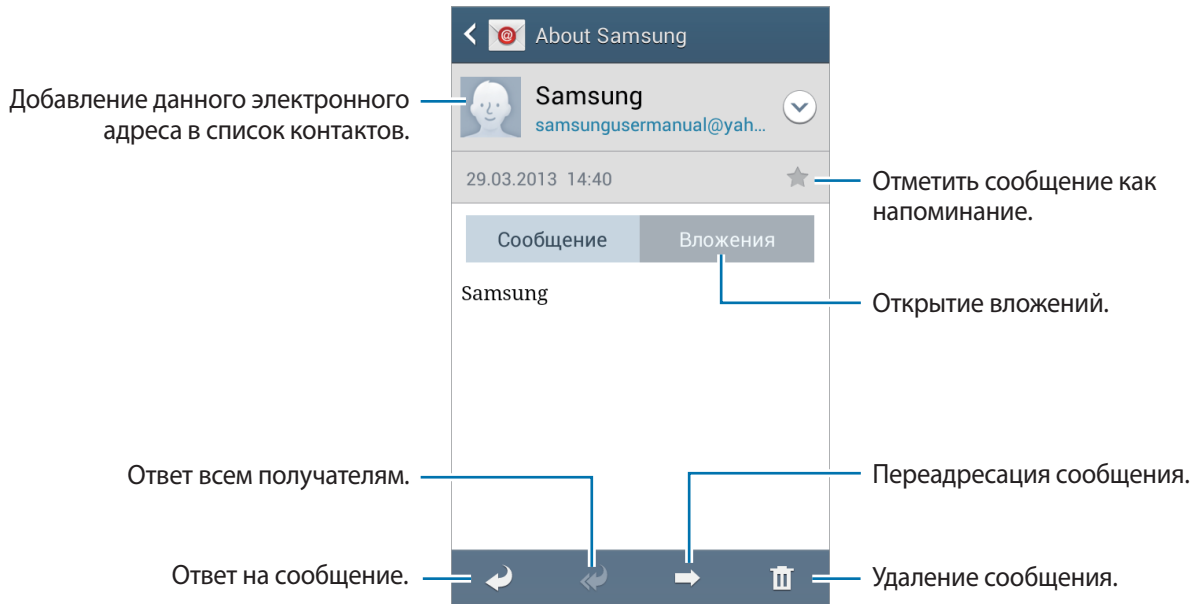 About Samsung
Добавление данного электронного
адреса в список контактов.
Samsung
samsungusermanual@yah...
29.03.2013 14:40
Отметить сообщение как
напоминание.
Сообщение
Вложения
Samsung
Открытие вложений.
Ответ всем получателям.
Переадресация сообщения.
Ответ на сообщение.
Удаление сообщения.